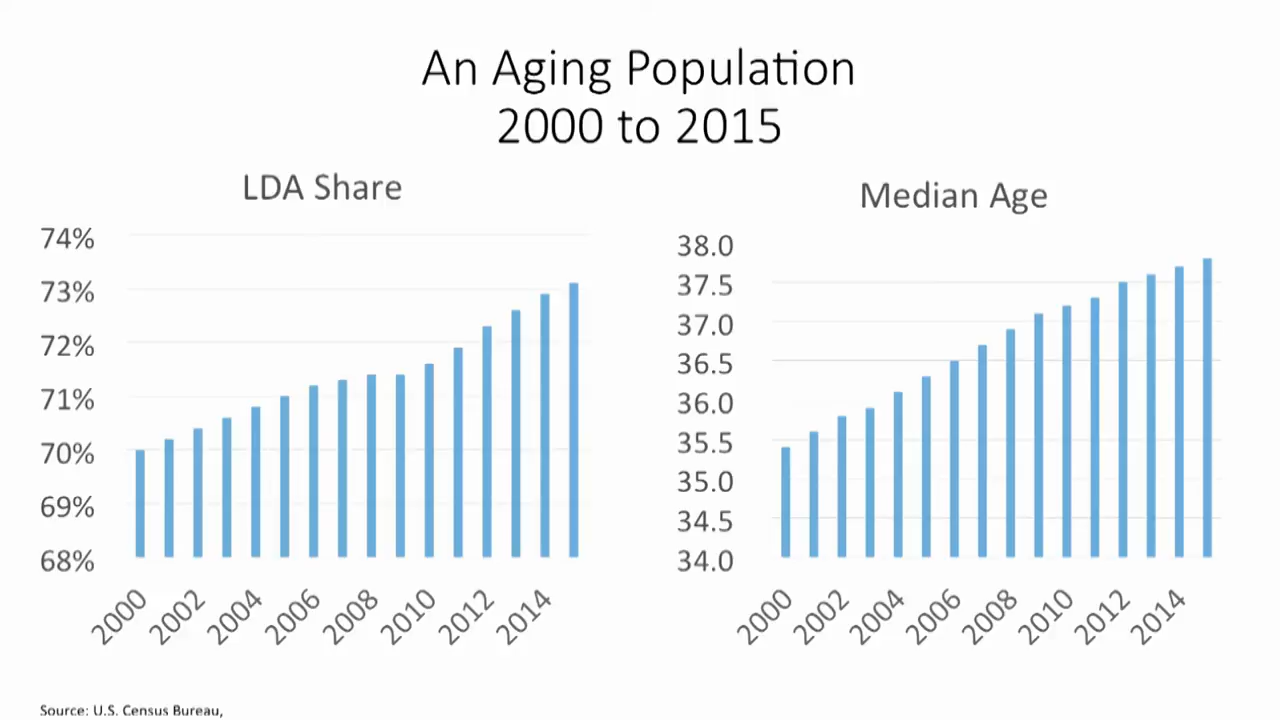 An Aging Population
2000 to 2015
LDA Share
74%
73%
72%
71%
70%
69%
68%
2000 2002 2004 2006 2008 2010 2012 2014
Median Age
38.0
37.5
37.0
36.5
36.0
35.5
35.0
34.5
34.0
2000 2002 2004 2006 2008 2010 2012 2014
Source: U.S. Census Bureau,